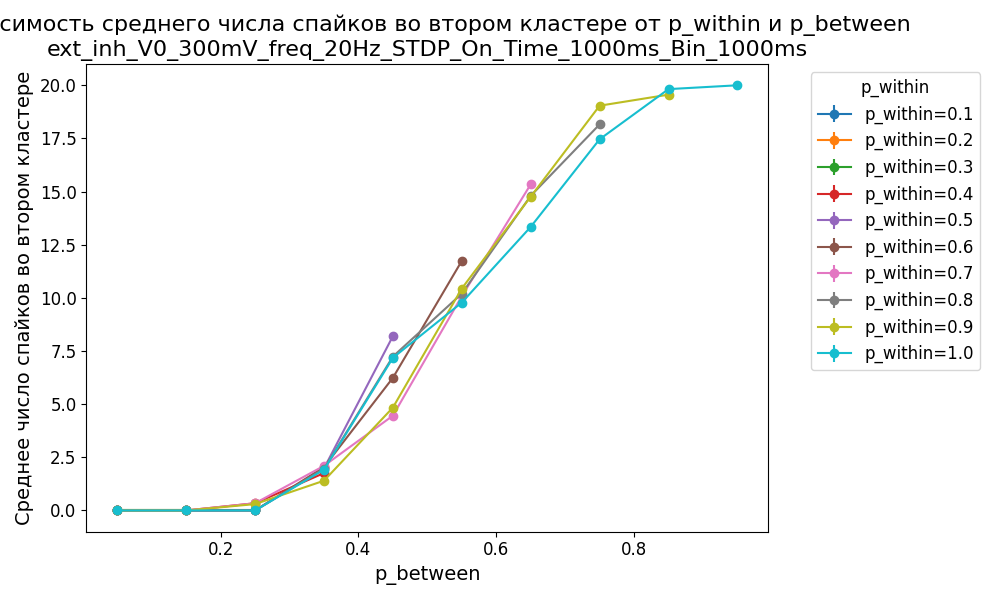 симость среднего числа спайков во втором кластере от p_within и p_between
ext_inh_V0_300mV_freq_20Hz_STDP_On_Time_1000ms_Bin_1000ms
Среднее число спайков во втором кластере
20.0
17.5
15.0
12.5
10.0
7.5
5.0
2.5
0.0
0.2
0.4
0.6
0.8
p_between
p_within
p_within=0.1
p_within=0.2
p_within=0.3
p_within=0.4
p_within=0.5
p_within=0.6
p_within=0.7
p_within=0.8
p_within=0.9
p_within=1.0